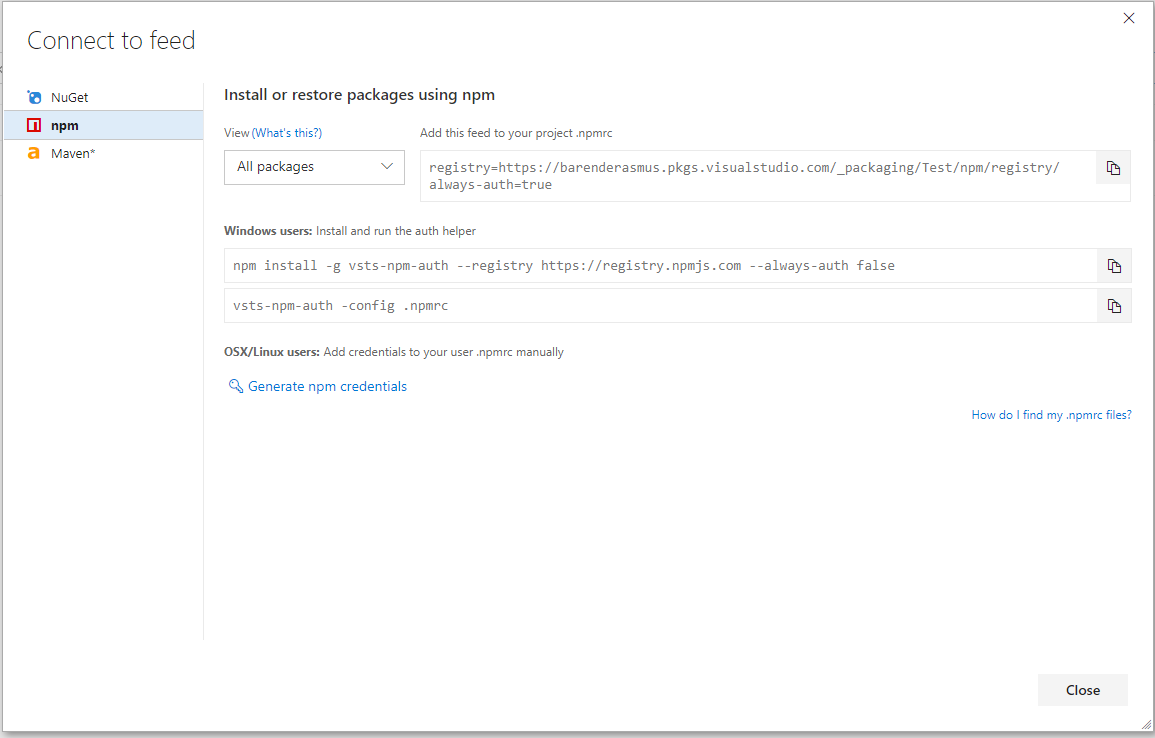 Connect to feed
NuGet
npm
Maven*
Install or restore packages using npm
View (What's this?)
All packages
Add this feed to your project .npmrc
registry=https://barenderasmus.pkgs.visualstudio.com/_packaging/Test/npm/registry/
always-auth=true
Windows users: Install and run the auth helper
npm install -g vsts-npm-auth --registry https://registry.npmjs.com --always-auth false
vsts-npm-auth -config .npmrc
OSX/Linux users: Add credentials to your user .npmrc manually
Generate npm credentials
How do I find my .npmrc files?
Close